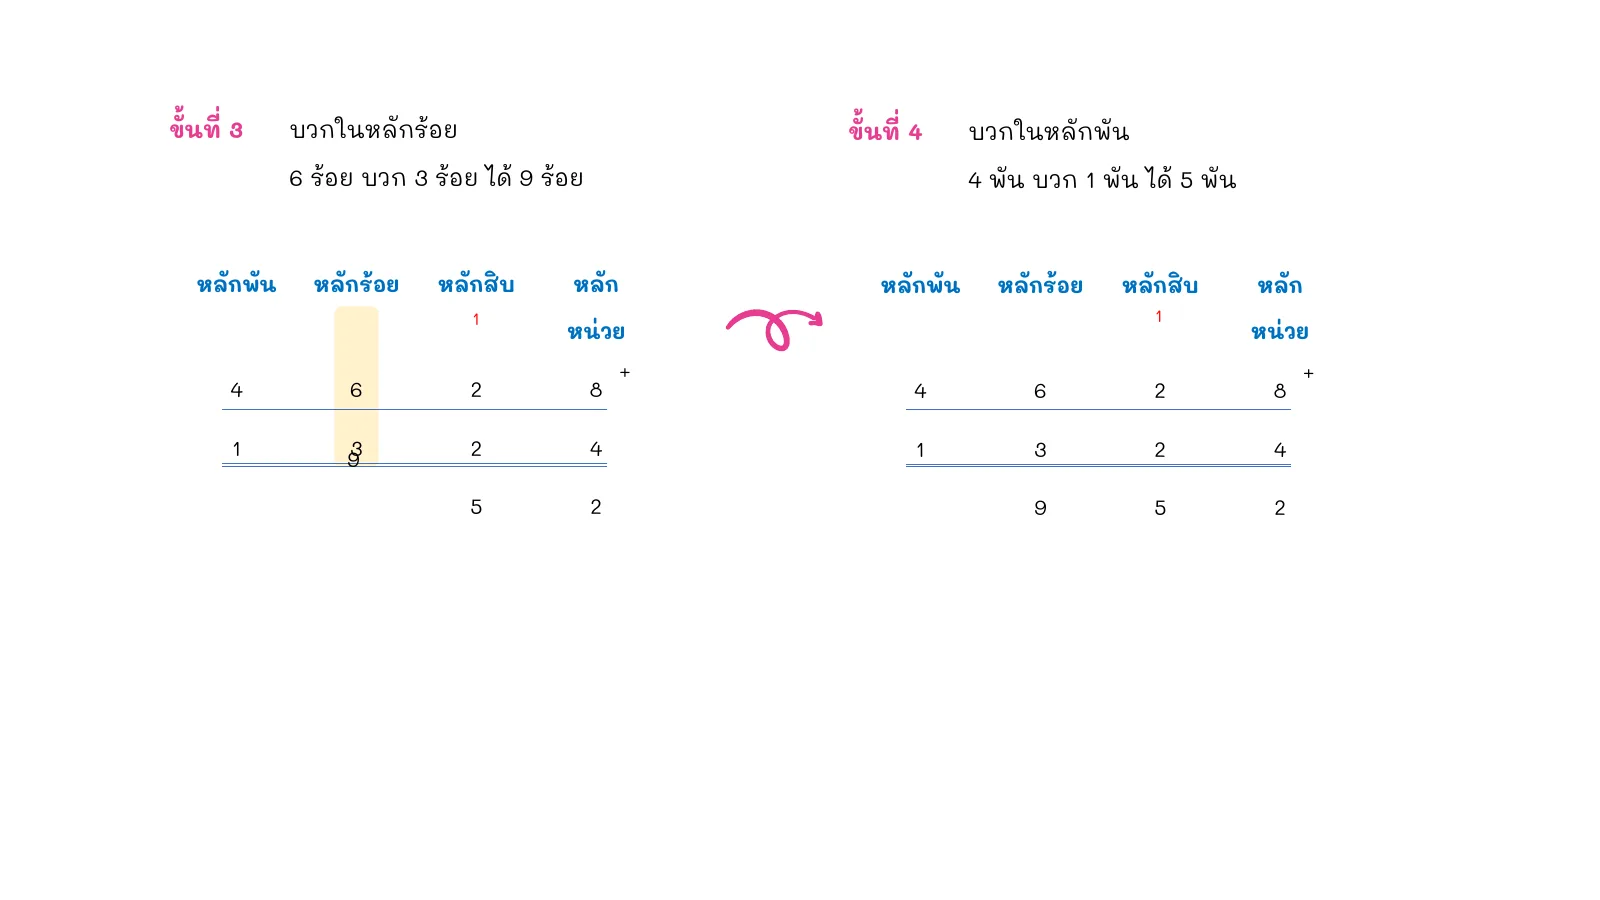 ขั้นที่ 3 บวกในหลักร้อย
6 ร้อย บวก 3 ร้อย ได้ 9 ร้อย
หลักพัน หลักร้อย หลักสิบ หลัก
หน่วย
1
+
4 6 2 8
1 3 2 4
9
5 2
ขั้นที่ 4 บวกในหลักพัน
4 พัน บวก 1 พัน ได้ 5 พัน
หลักพัน หลักร้อย หลักสิบ หลัก
หน่วย
1
+
4 6 2 8
1 3 2 4
9 5 2